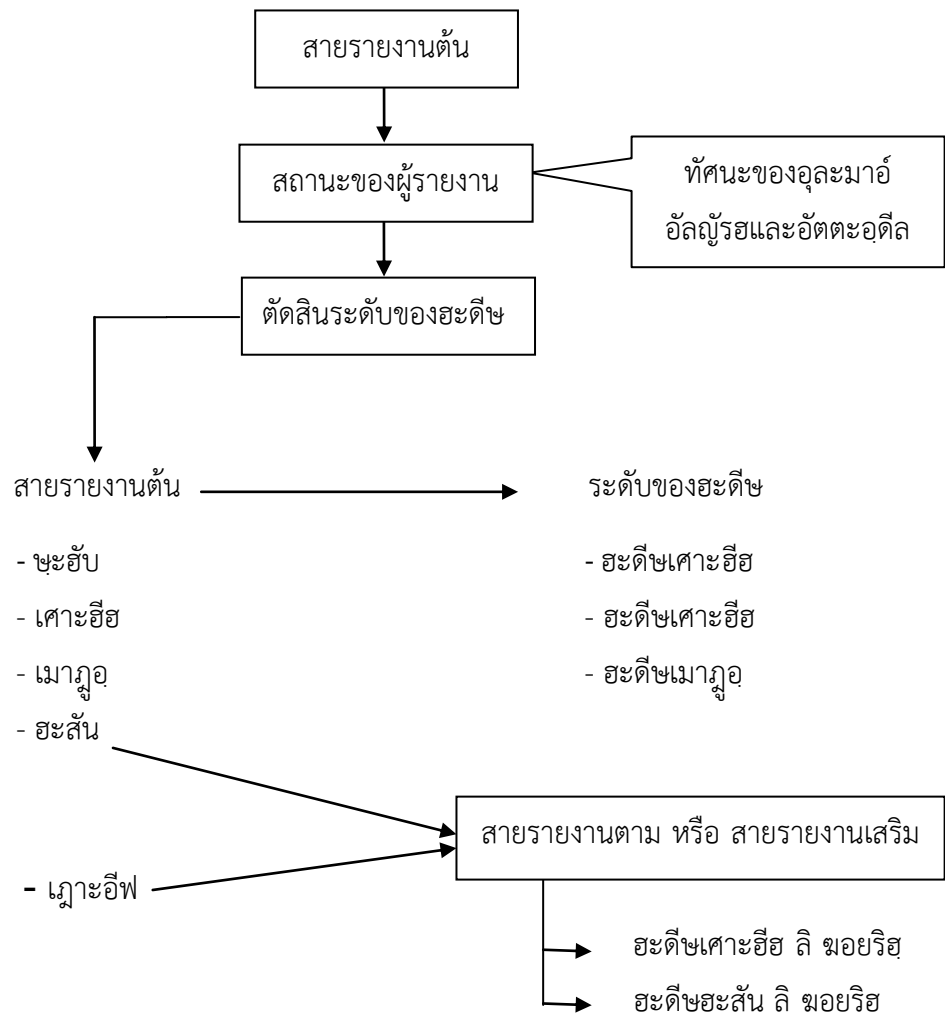 สายรายงานต้น
สถานะของผู้รายงาน
ทัศนะของอุละมาอ์
อัลญัรฮและอัตตะอฺดีล
ตัดสินระดับของฮะดีษ
สายรายงานต้น
ระดับของฮะดีษ
- ษะฮับ
- ฮะดีษเศาะฮีฮ
- เศาะฮีฮ
- ฮะดีษเศาะฮีฮ
- เมาฎูอฺ
- ฮะดีษเมาฎูอฺ
- ฮะสัน
สายรายงานตาม หรือ สายรายงานเสริม
- เฎาะอีฟ
ฮะดีษเศาะฮีฮ ลิ ฆอยริฮฺ
ฮะดีษฮะสัน ลิ ฆอยริฮ